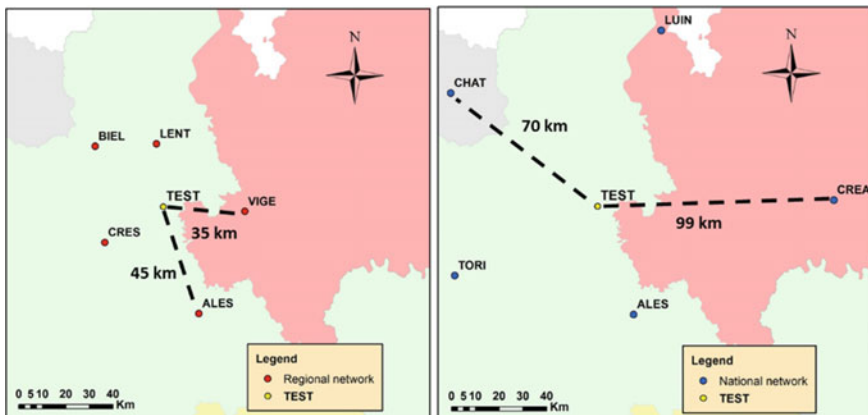 N
BIEL
LENT
TEST
VIGE
35 km
CRES
45 km
ALES
Legend
Regional network
TEST
0 5 10 20 30 40
Km
LUIN
N
CHAT
70 km
TEST
CREA
99 km
TORI
ALES
Legend
National network
TEST
0 5 10 20 30 40
Km